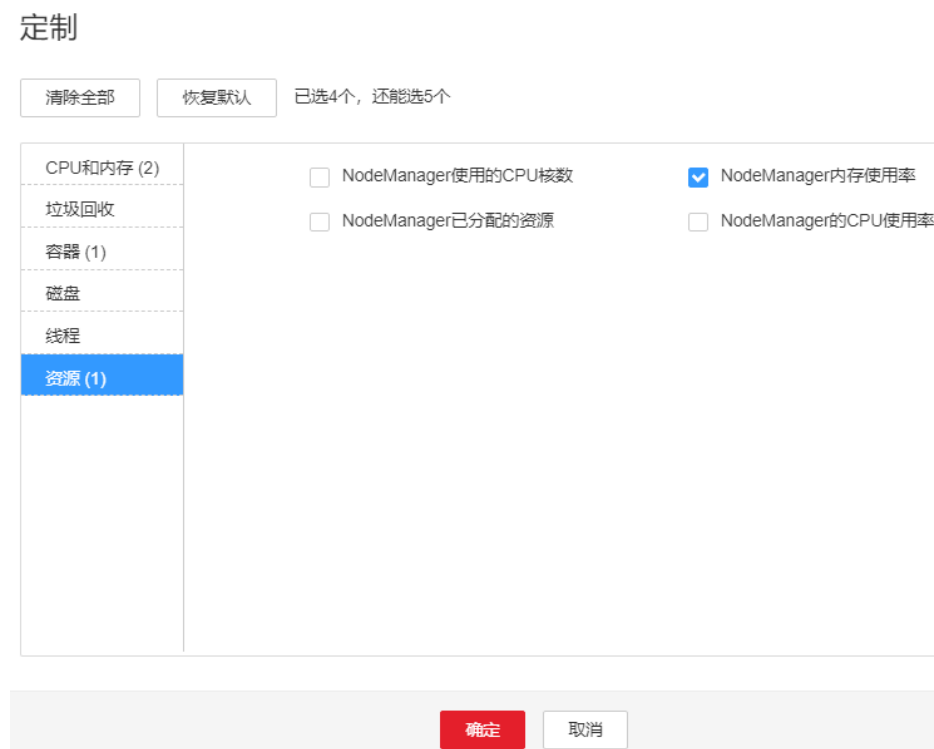 定制
清除全部 恢复默认 已选4个，还能选5个
CPU和内存 (2)
垃圾回收
容器 (1)
磁盘
线程
资源 (1)
NodeManager使用的CPU核数 NodeManager内存使用率
NodeManager已分配的资源 NodeManager的CPU使用率
确定 取消